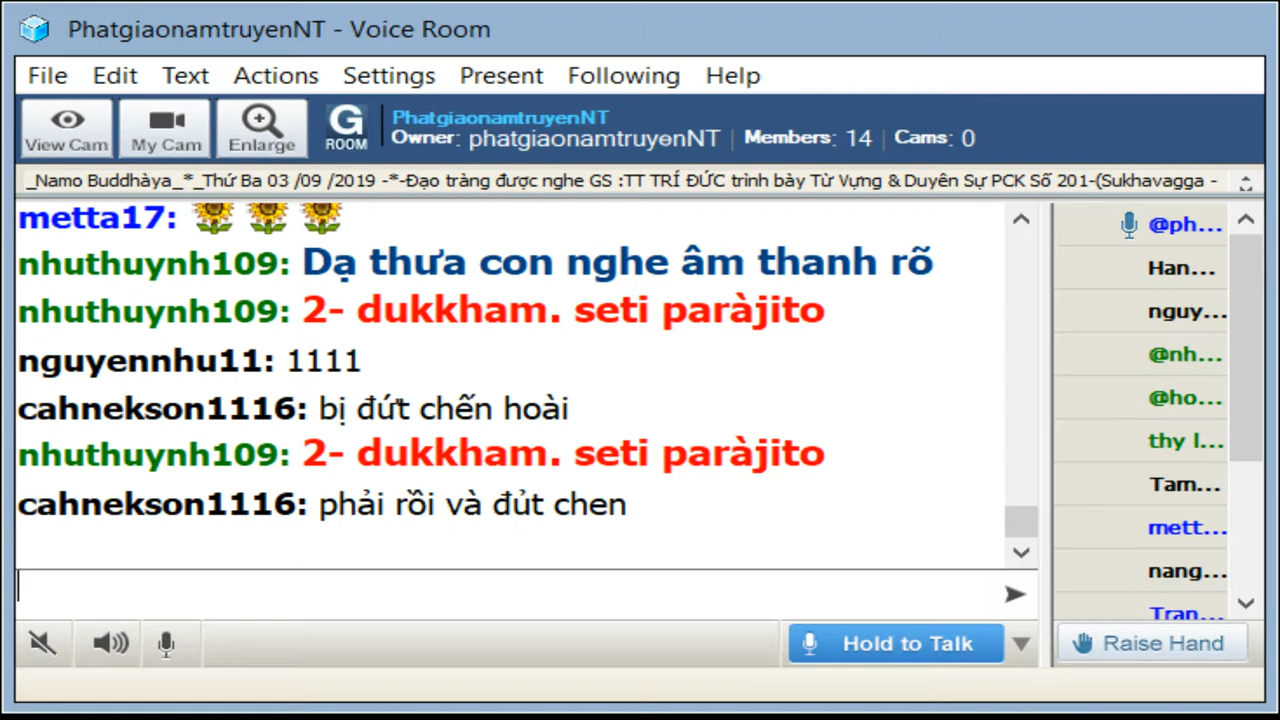 PhatgiaonamtruyenNT - Voice Room
File Edit Text Actions Settings Present Following Help
View Cam My Cam Enlarge G ROOM
PhatgiaonamtruyenNT
Owner: phatgiaonamtruyenNT | Members: 14 | Cams: 0
_Namo Buddhàya_*_Thứ Ba 03 /09 /2019 -*-Đạo tràng được nghe GS :TT TRÍ ĐỨC trình bày Từ Vựng & Duyên Sự PCK Số 201-(Sukhavagga -
metta17:
nhuthuynh109: Dạ thưa con nghe âm thanh rõ
nhuthuynh109: 2- dukkham. seti paràjito
nguyennhu11: 1111
cahnekson1116: bị đứt chến hoài
nhuthuynh109: 2- dukkham. seti paràjito
cahnekson1116: phải rồi và đủt chen
@ph...
Han...
nguy...
@nh...
@ho...
thy l...
Tam...
mett...
nang...
Tran...
Hold to Talk
Raise Hand